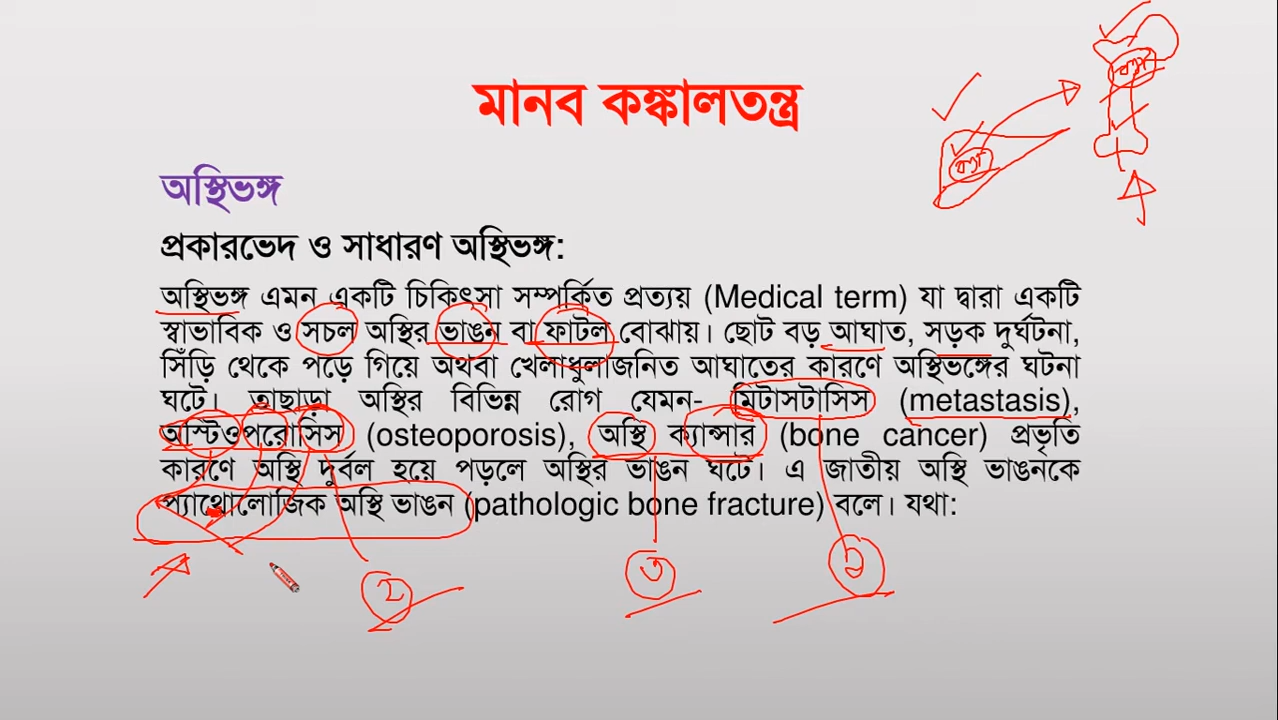 মানব কঙ্কালতন্ত্র
অস্থিভঙ্গ
প্রকারভেদ ও সাধারণ অস্থিভঙ্গ:
অস্থিভঙ্গ এমন একটি চিকিৎসা সম্পর্কিত প্রত্যয় (Medical term) যা দ্বারা একটি
স্বাভাবিক ও সচল অস্থির ভাঙন বা ফাটল বোঝায়। ছোট বড় আঘাত, সড়ক দুর্ঘটনা,
সিঁড়ি থেকে পড়ে গিয়ে অথবা খেলাধুলাজনিত আঘাতের কারণে অস্থিভঙ্গের ঘটনা
ঘটে। তাছাড়া অস্থির বিভিন্ন রোগ যেমন- মিটাসটাসিস (metastasis),
অস্টিওপরোসিস (osteoporosis), অস্থি ক্যান্সার (bone cancer) প্রভৃতি
কারণে অস্থি দুর্বল হয়ে পড়লে অস্থির ভাঙন ঘটে। এ জাতীয় অস্থি ভাঙনকে
প্যাথোলোজিক অস্থি ভাঙন (pathologic bone fracture) বলে। যথা:
২ ৩ ১